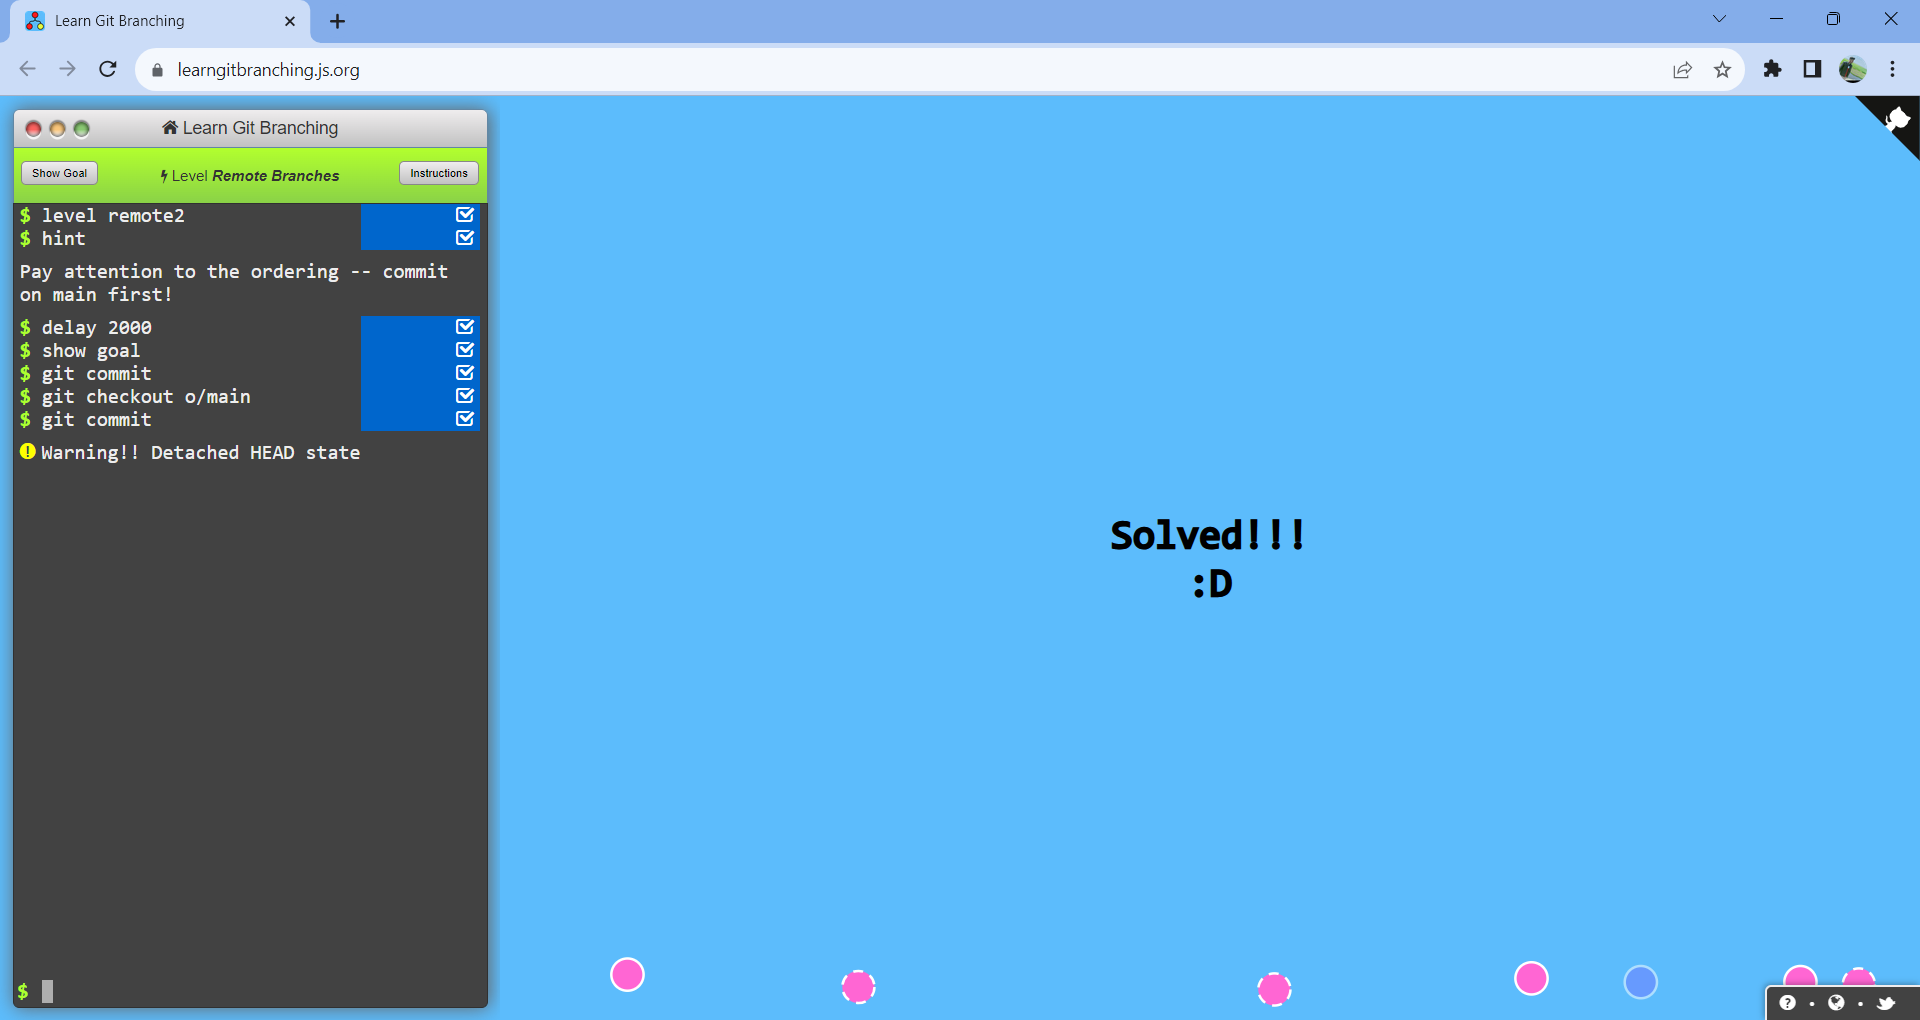 Learn Git Branching
learngitbranching.js.org
Learn Git Branching
Show Goal
Level Remote Branches
Instructions
$ level remote2
$ hint
Pay attention to the ordering -- commit
on main first!
$ delay 2000
$ show goal
$ git commit
$ git checkout o/main
$ git commit
Warning!! Detached HEAD state
$
Solved!!!
:D